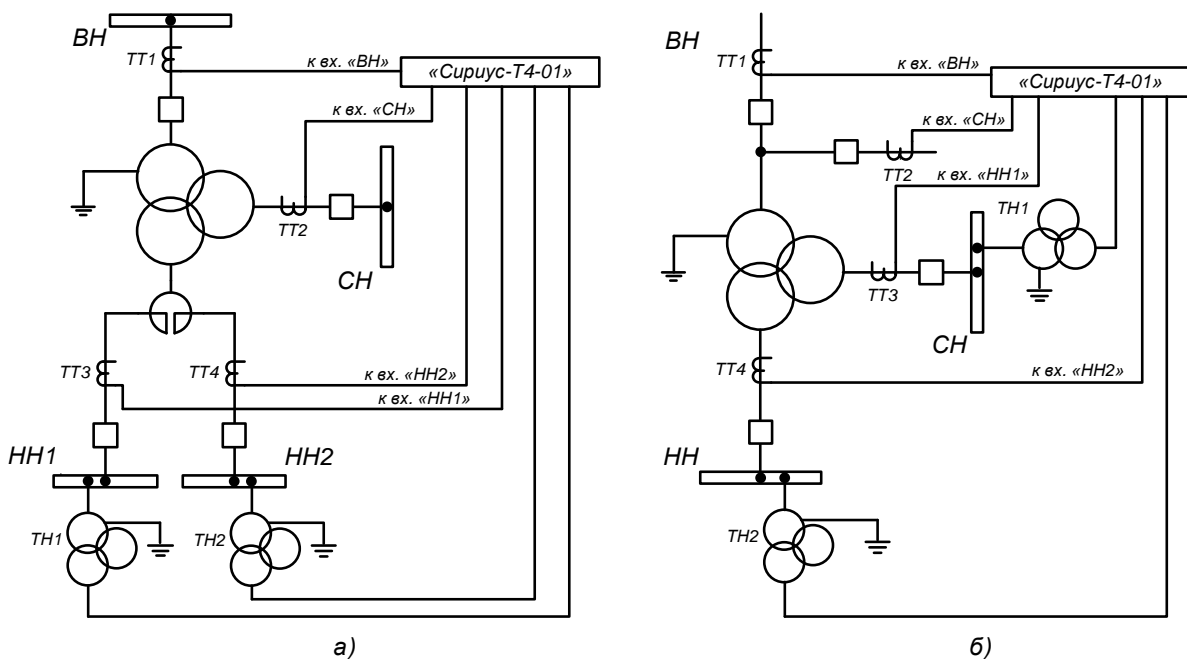 ВН
ТТ1
к вх. «ВН»
«Сириус-Т4-01»
к вх. «СН»
ТТ2
СН
ТТ3
ТТ4
к вх. «НН2»
к вх. «НН1»
НН1
НН2
ТН1
ТН2
а)
ВН
ТТ1
к вх. «ВН»
«Сириус-Т4-01»
к вх. «СН»
ТТ2
к вх. «НН1»
ТН1
ТТ3
СН
ТТ4
к вх. «НН2»
НН
ТН2
б)